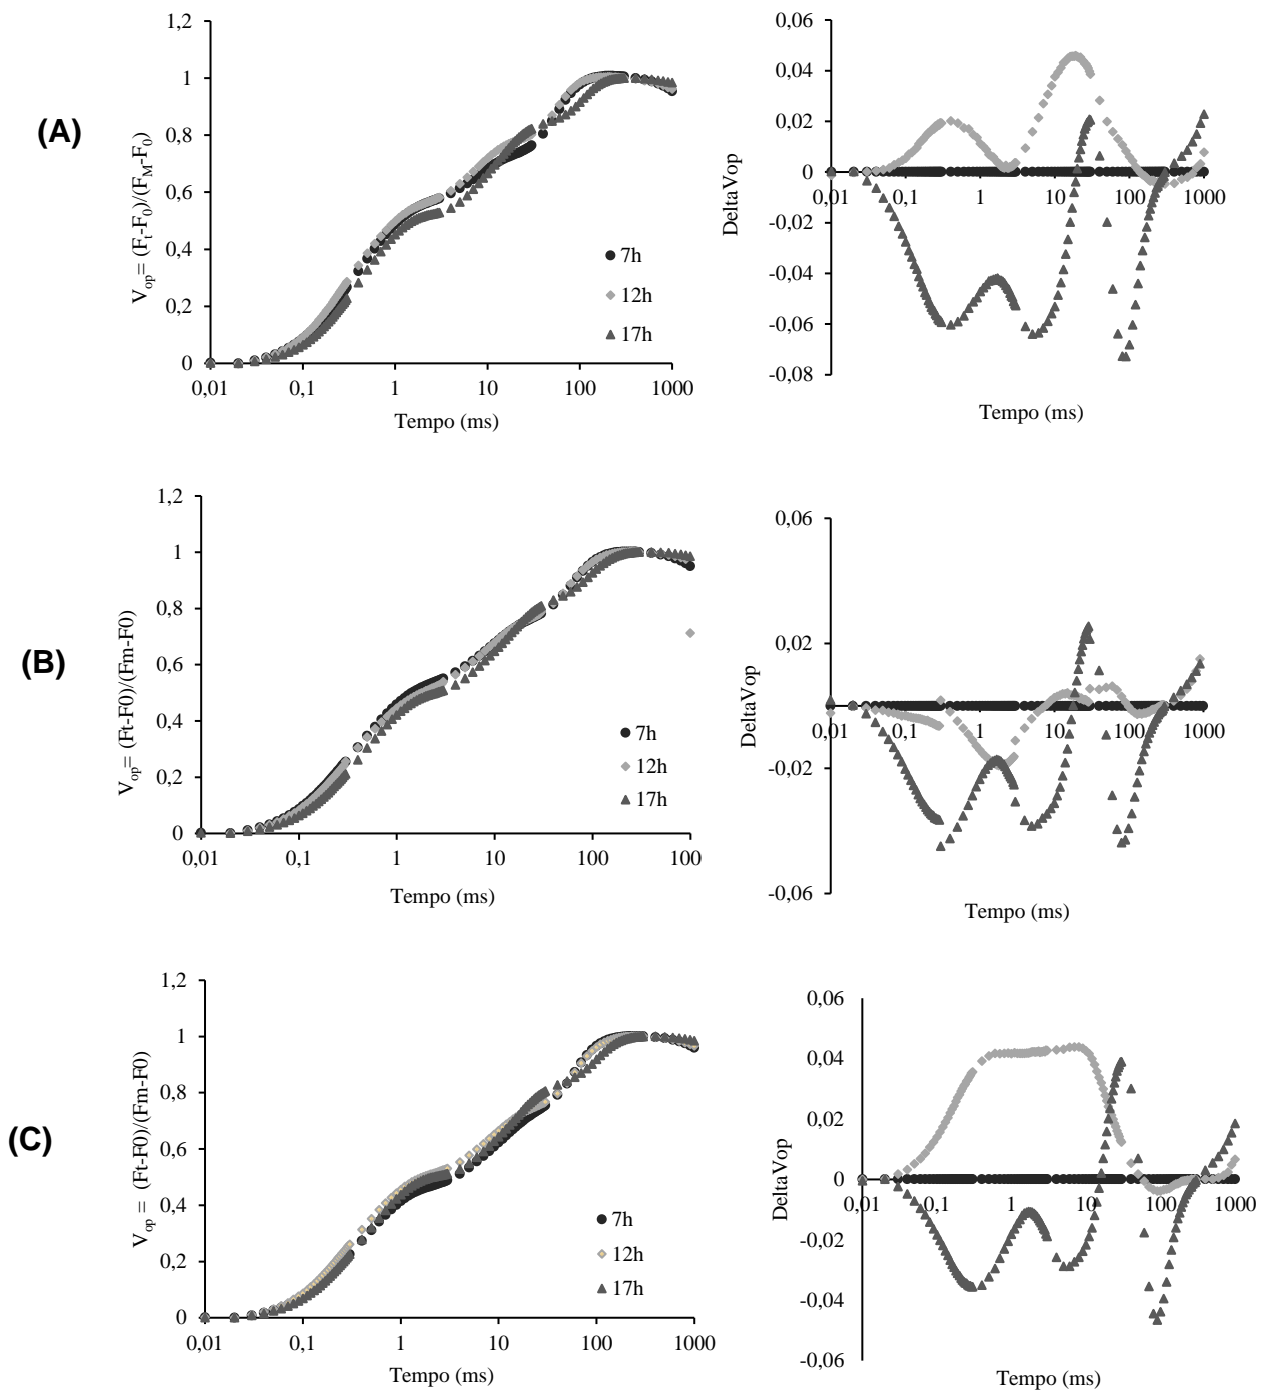 (A)
1,2
1
0,8
0,6
0,4
0,2
0
V_op= (F_t-F_0)/(F_M-F_0)
0,01 0,1 1 10 100 1000
Tempo (ms)
7h
12h
17h
0,06
0,04
0,02
0
-0,02
-0,04
-0,06
-0,08
DeltaVop
0,01 0,1 1 10 100 1000
Tempo (ms)
(B)
1,2
1
0,8
0,6
0,4
0,2
0
V_op= (Ft-F0)/(Fm-F0)
0,01 0,1 1 10 100 100
Tempo (ms)
7h
12h
17h
0,06
0,02
-0,02
-0,06
DeltaVop
0,01 0,1 1 10 100 1000
Tempo (ms)
(C)
1,2
1
0,8
0,6
0,4
0,2
0
V_op = (Ft-F0)/(Fm-F0)
0,01 0,1 1 10 100 1000
Tempo (ms)
7h
12h
17h
0,06
0,04
0,02
0
-0,02
-0,04
-0,06
DeltaVop
0,01 0,1 1 10 100 1000
Tempo (ms)